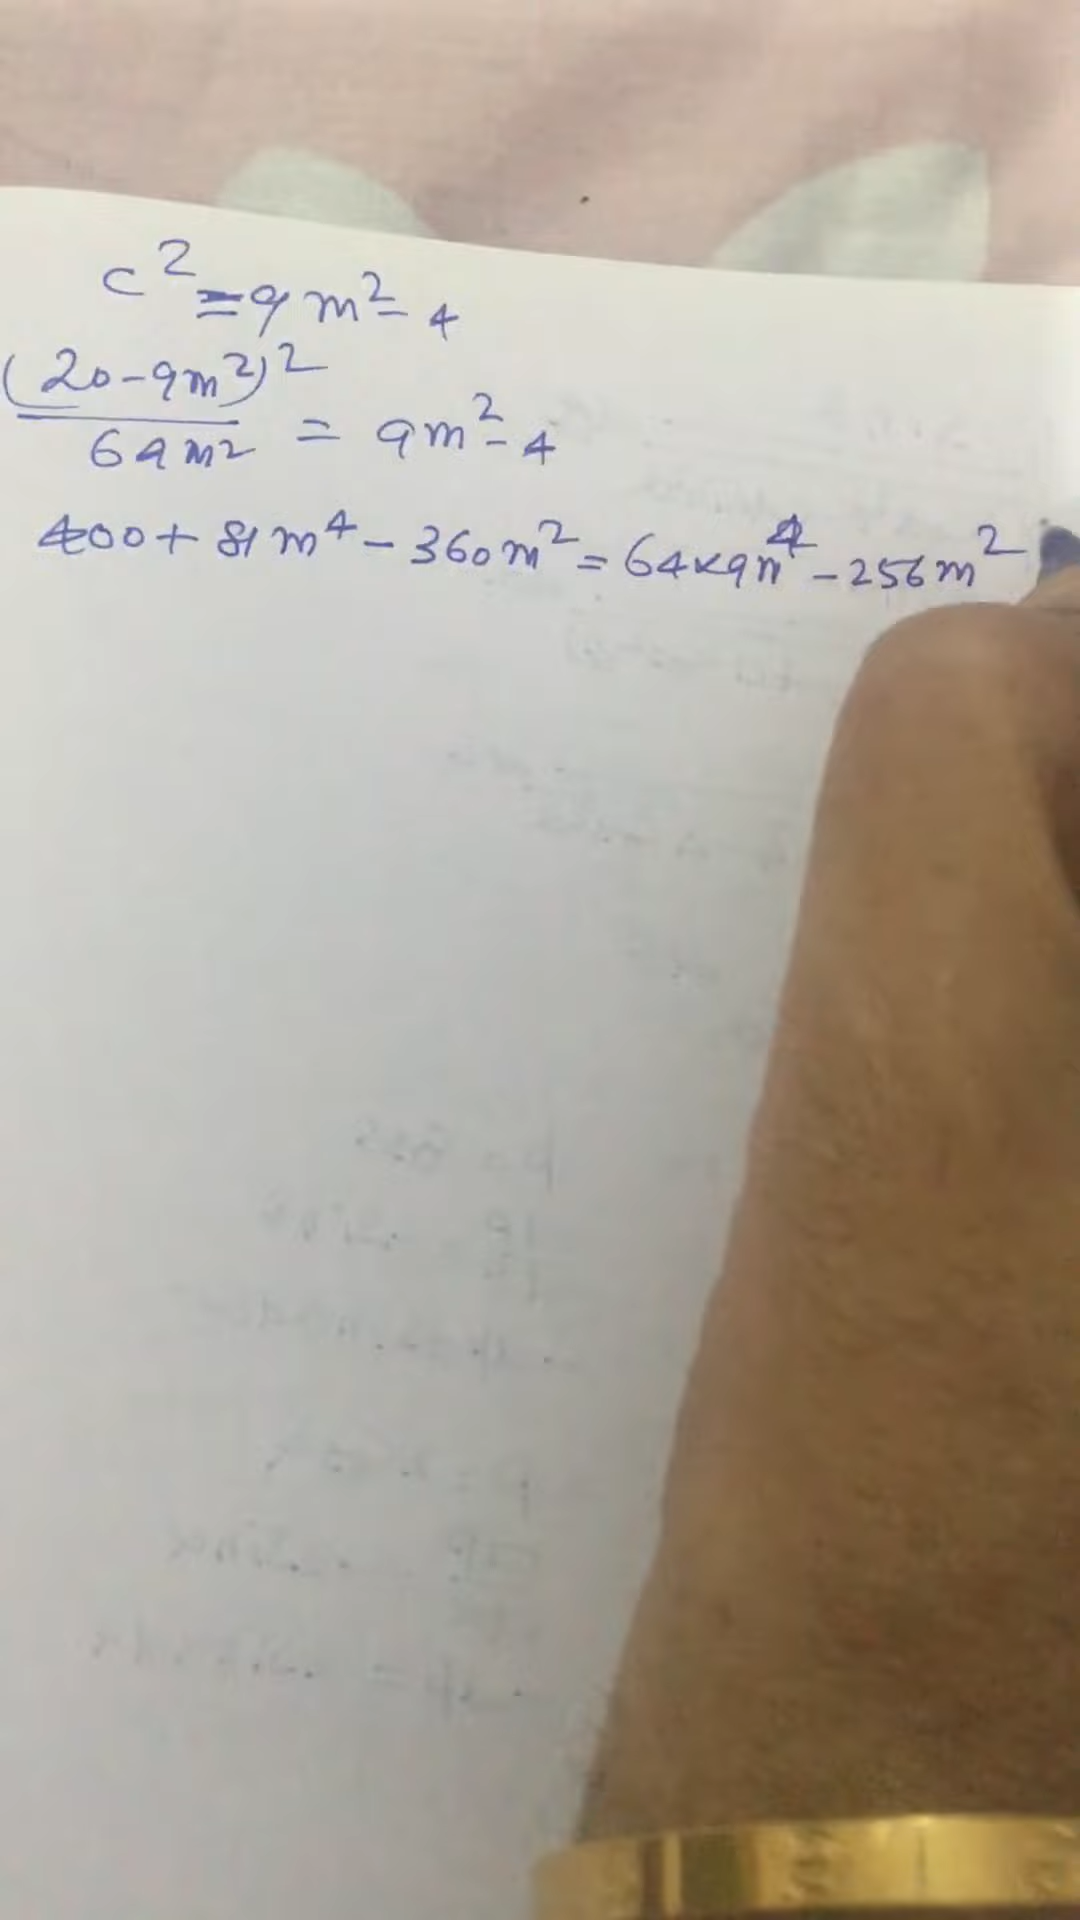 c² = 9m² - 4
(20-9m²)² / 64m² = 9m² - 4
400 + 81m⁴ - 360m² = 64×9m⁴ - 256m²